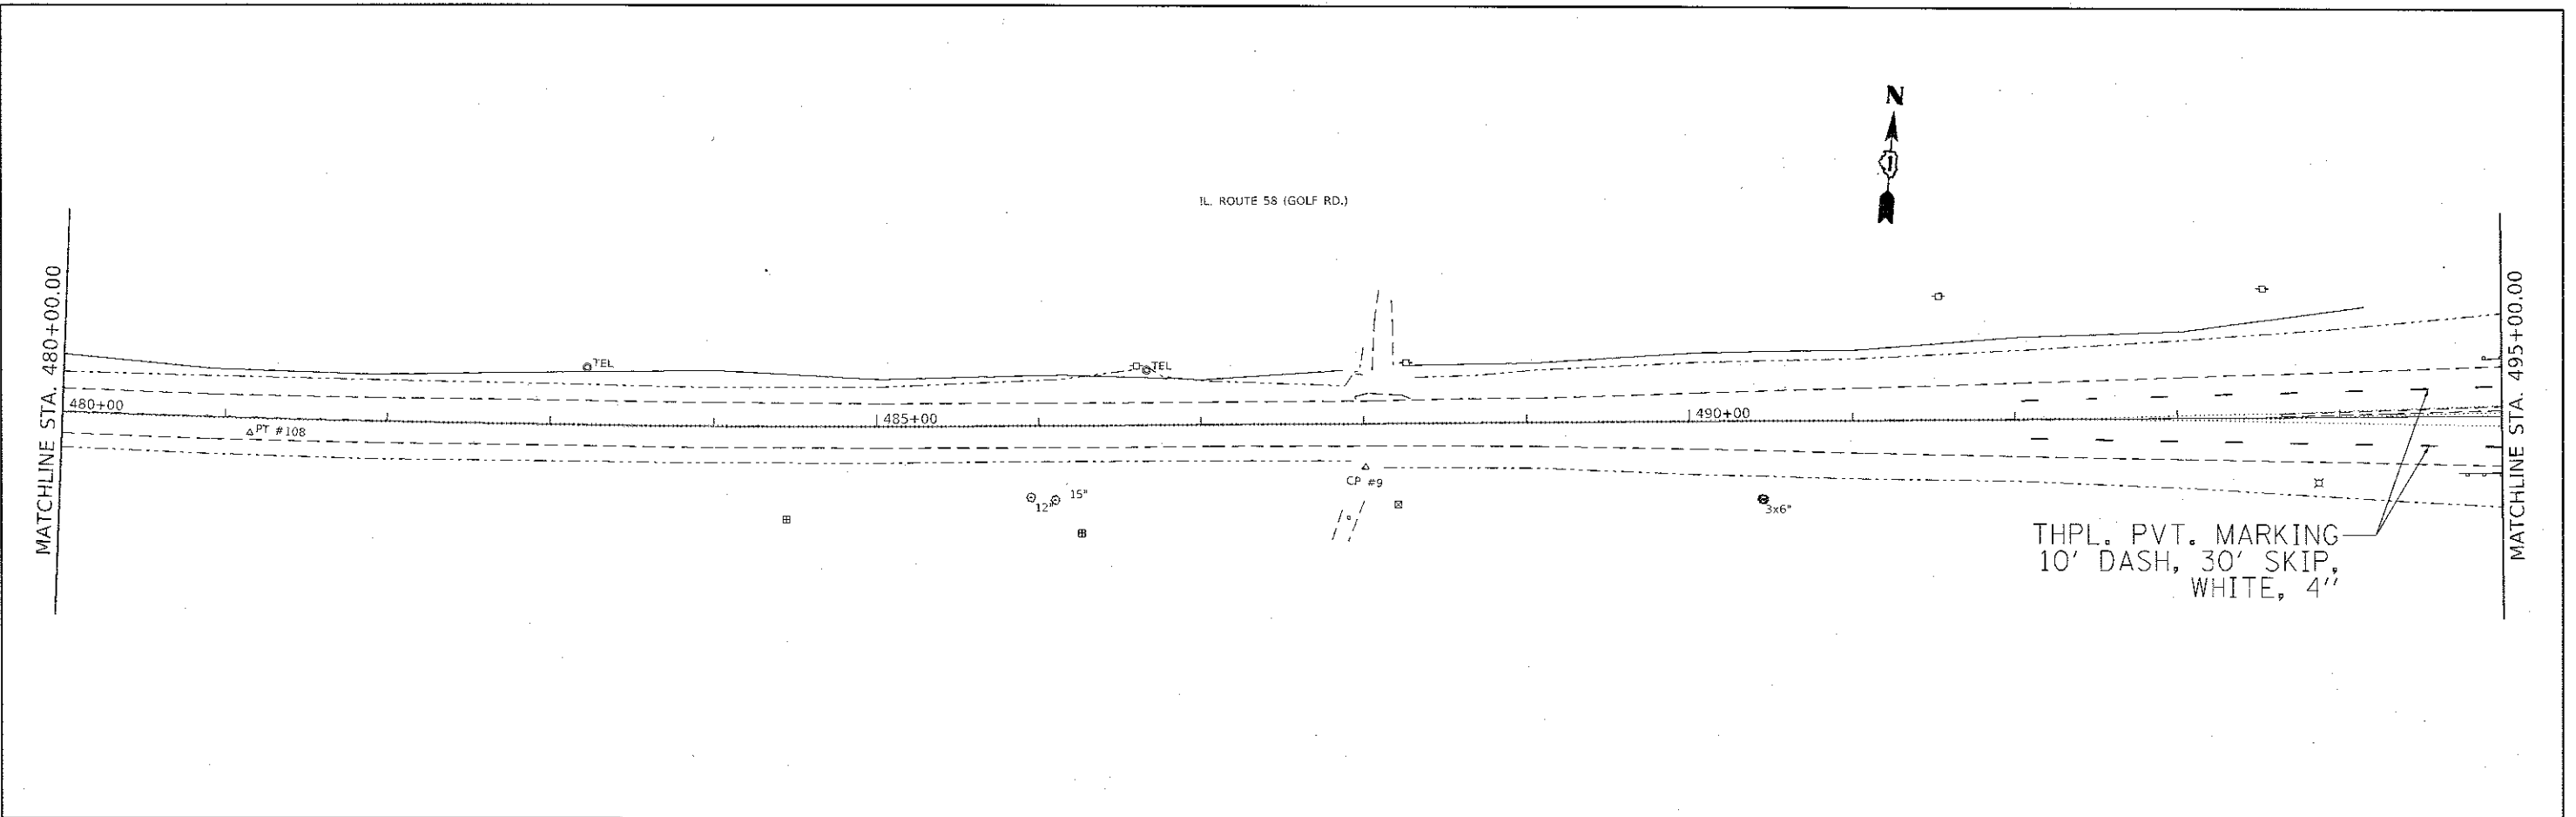 N
IL. ROUTE 58 (GOLF RD.)
MATCHLINE STA. 480+00.00
MATCHLINE STA. 495+00.00
TEL
TEL
480+00
485+00
490+00
PT #108
CP #9
12"
15"
3x6"
THPL. PVT. MARKING
10' DASH, 30' SKIP,
WHITE, 4"